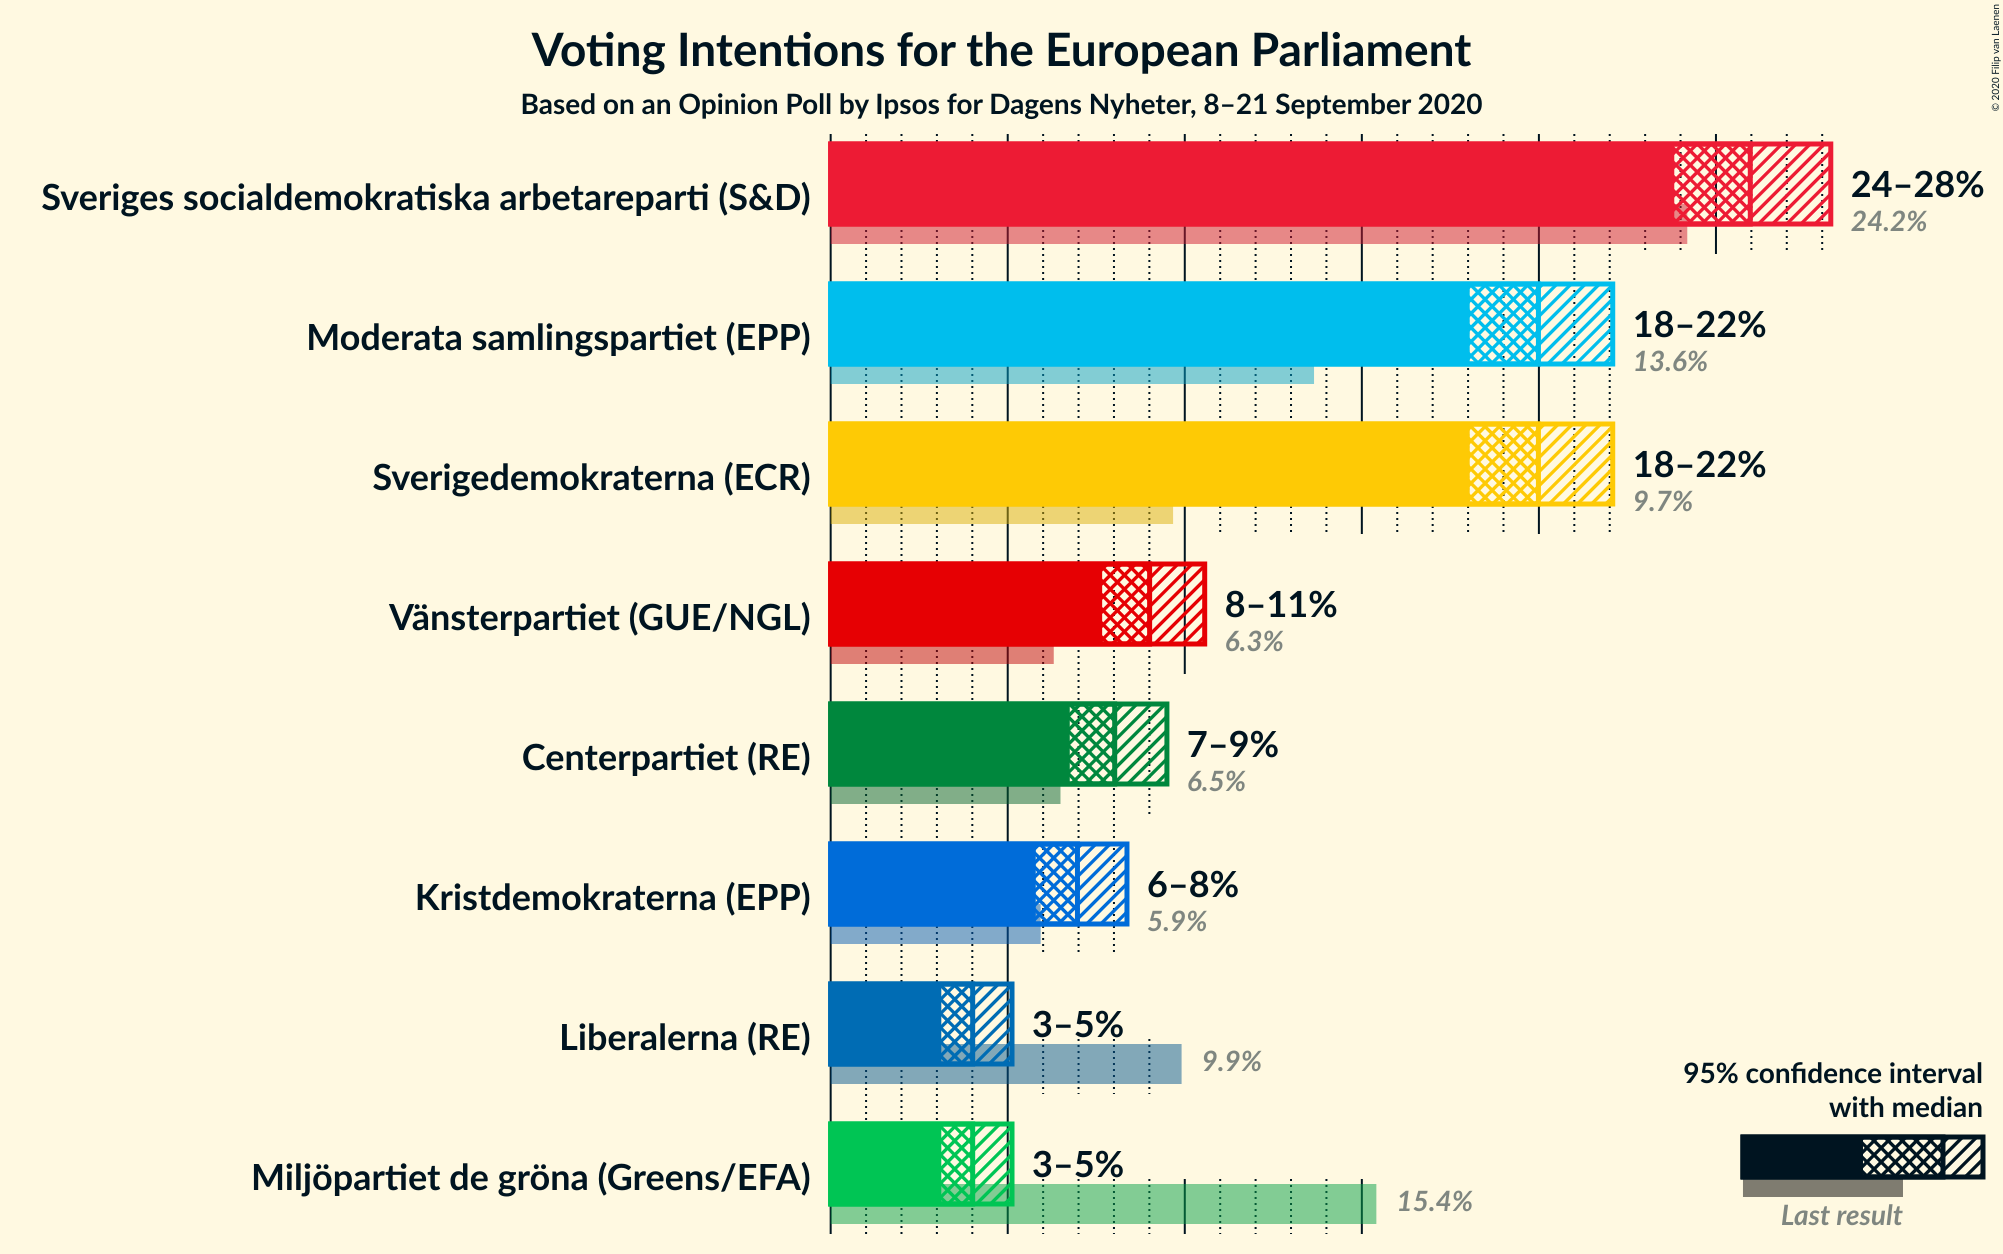 Voting Intentions for the European Parliament
Based on an Opinion Poll by Ipsos for Dagens Nyheter, 8–21 September 2020
© 2020 Filip van Laenen
Sveriges socialdemokratiska arbetareparti (S&D)
24–28%
24.2%
Moderata samlingspartiet (EPP)
18–22%
13.6%
Sverigedemokraterna (ECR)
18–22%
9.7%
Vänsterpartiet (GUE/NGL)
8–11%
6.3%
Centerpartiet (RE)
7–9%
6.5%
Kristdemokraterna (EPP)
6–8%
5.9%
Liberalerna (RE)
3–5%
9.9%
Miljöpartiet de gröna (Greens/EFA)
3–5%
15.4%
95% confidence interval
with median
Last result